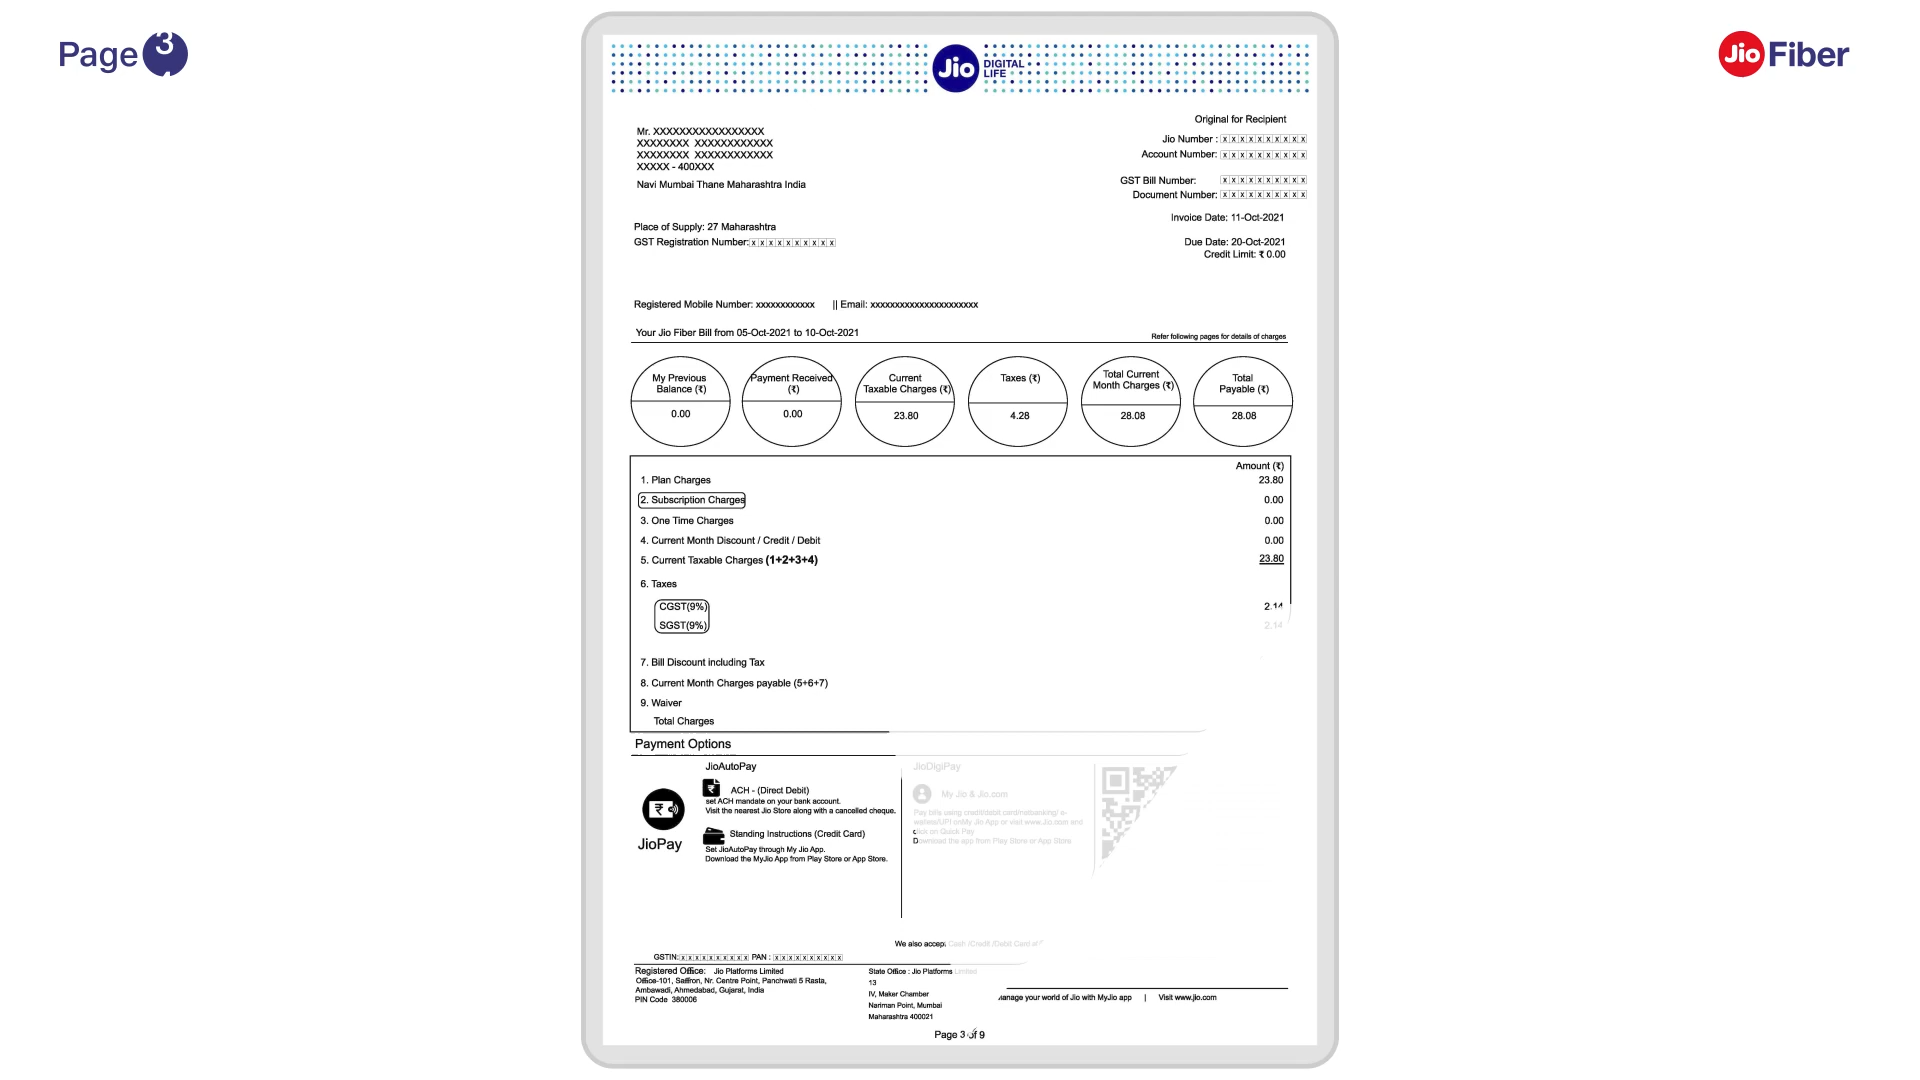 Page 3
Jio Fiber
Jio DIGITAL LIFE
Original for Recipient
Mr. XXXXXXXXXXXXXXXXX
XXXXXXXX XXXXXXXXXXXX
XXXXXXXX XXXXXXXXXXXX
XXXXX - 400XXX
Navi Mumbai Thane Maharashtra India
Jio Number : x x x x x x x x x x
Account Number: x x x x x x x x x x
GST Bill Number: x x x x x x x x x x
Document Number: x x x x x x x x x x
Invoice Date: 11-Oct-2021
Place of Supply: 27 Maharashtra
GST Registration Number: x x x x x x x x x x
Due Date: 20-Oct-2021
Credit Limit: ₹ 0.00
Registered Mobile Number: xxxxxxxxxxxx || Email: xxxxxxxxxxxxxxxxxxxxxx
Your Jio Fiber Bill from 05-Oct-2021 to 10-Oct-2021
Refer following pages for details of charges
My Previous Balance (₹) 0.00
Payment Received (₹) 0.00
Current Taxable Charges (₹) 23.80
Taxes (₹) 4.28
Total Current Month Charges (₹) 28.08
Total Payable (₹) 28.08
Amount (₹)
1. Plan Charges 23.80
2. Subscription Charges 0.00
3. One Time Charges 0.00
4. Current Month Discount / Credit / Debit 0.00
5. Current Taxable Charges (1+2+3+4) 23.80
6. Taxes
CGST(9%) 2.14
SGST(9%) 2.14
7. Bill Discount including Tax
8. Current Month Charges payable (5+6+7)
9. Waiver
Total Charges
Payment Options
JioPay
JioAutoPay
ACH - (Direct Debit)
set ACH mandate on your bank account.
Visit the nearest Jio Store along with a cancelled cheque.
Standing Instructions (Credit Card)
Set JioAutoPay through My Jio App.
Download the MyJio App from Play Store or App Store.
JioDigiPay
My Jio & Jio.com
Pay bills using credit/debit card/netbanking/ e-
wallets/UPI onMy Jio App or visit www.Jio.com and
click on Quick Pay
Download the app from Play Store or App Store
We also accept Cash /Credit /Debit Card
GSTIN: x x x x x x x x x x PAN : x x x x x x x x x x
Registered Office: Jio Platforms Limited
Office-101, Saffron, Nr. Centre Point, Panchwati 5 Rasta,
Ambawadi, Ahmedabad, Gujarat, India
PIN Code 380006
State Office : Jio Platforms Limited
13
IV, Maker Chamber
Nariman Point, Mumbai
Maharashtra 400021
Manage your world of Jio with MyJio app | Visit www.jio.com
Page 3 of 9